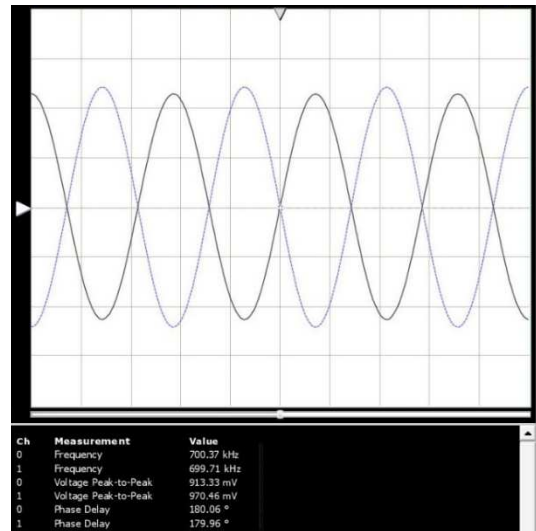 Ch Measurement Value
0 Frequency 700.37 kHz
1 Frequency 699.71 kHz
0 Voltage Peak-to-Peak 913.33 mV
1 Voltage Peak-to-Peak 970.46 mV
0 Phase Delay 180.06 °
1 Phase Delay 179.96 °